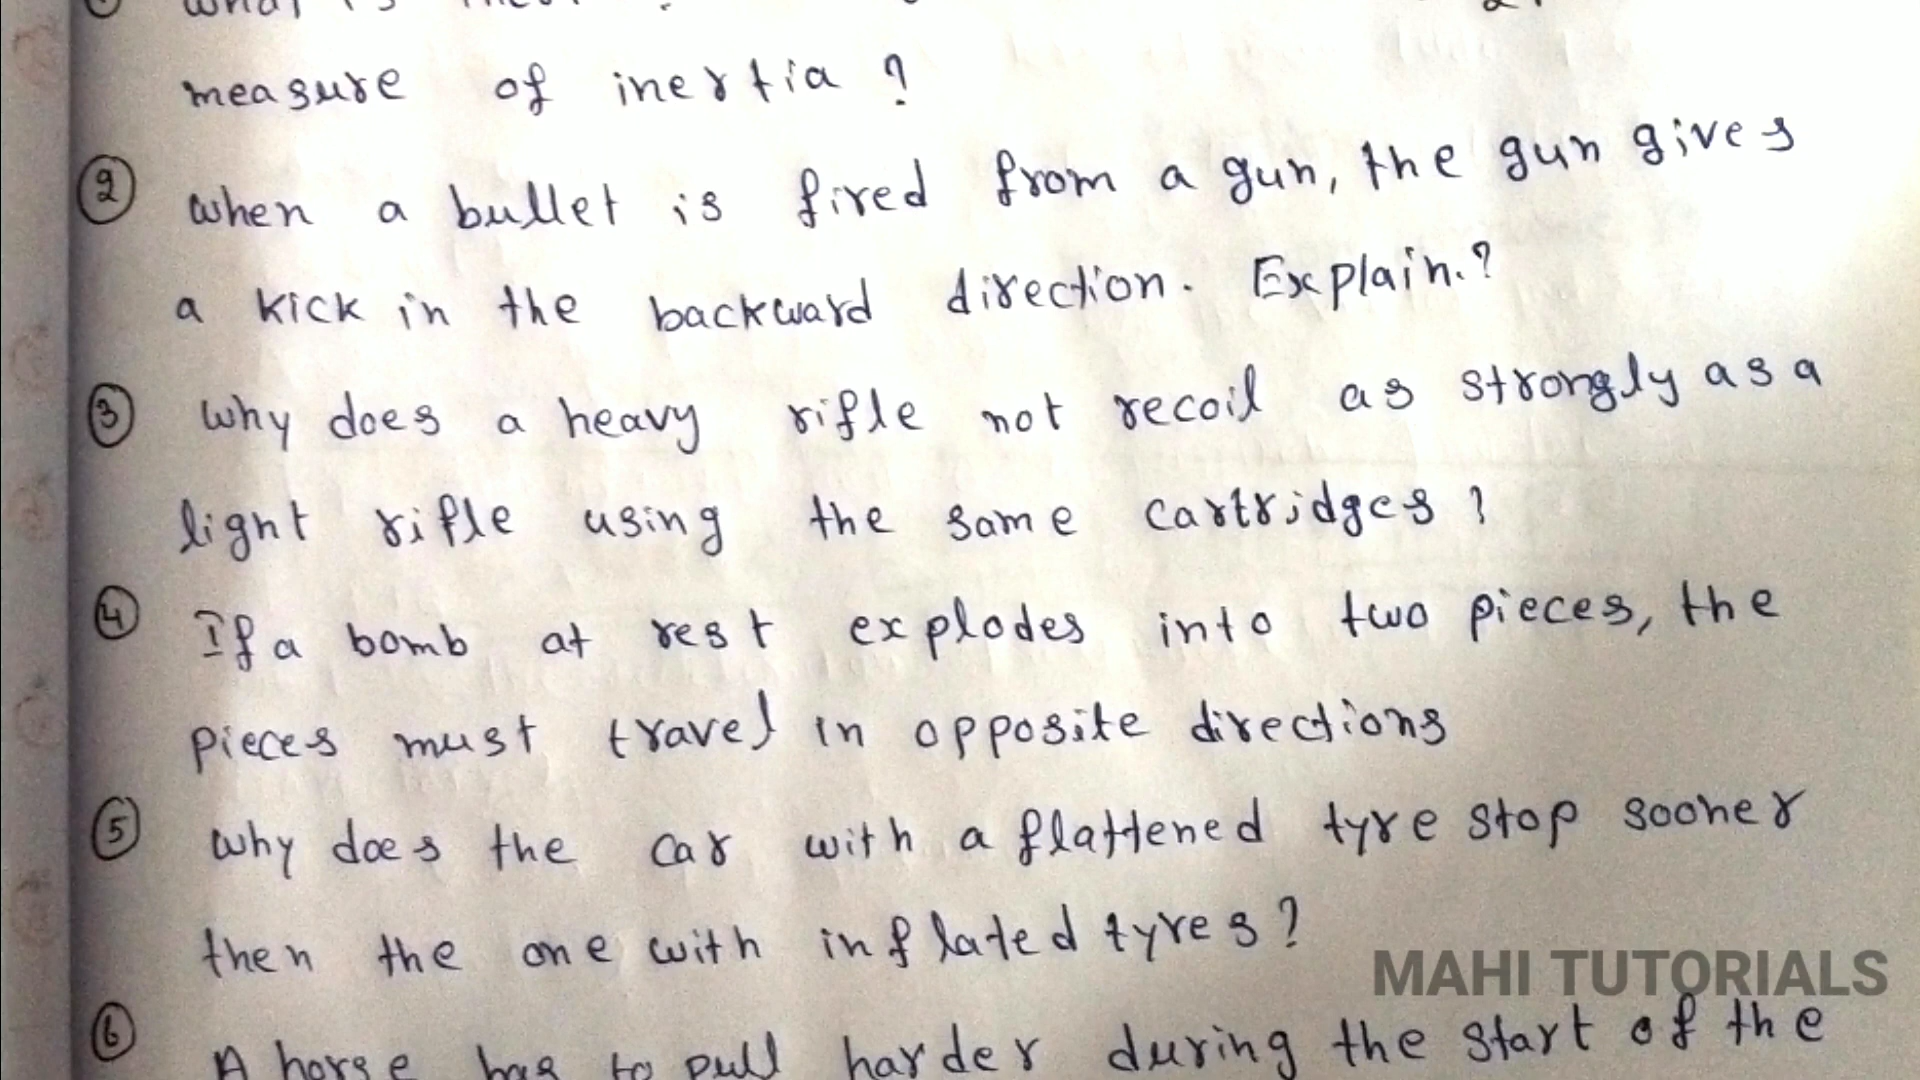 measure of inertia ?
2 when a bullet is fired from a gun, the gun gives
a kick in the backward direction. Explain.?
3 why does a heavy rifle not recoil as strongly as a
light rifle using the same cartridges ?
4 If a bomb at rest explodes into two pieces, the
pieces must travel in opposite directions
5 why does the car with a flattened tyre stop sooner
then the one with inflated tyres?
MAHI TUTORIALS
6 A horse has to pull harder during the start of the